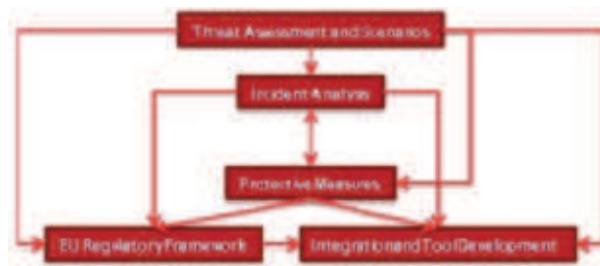 Threat Assessment and Scenarios
Incident Analysis
Protective Measures
EU Regulatory Framework
Integration and Tool Development